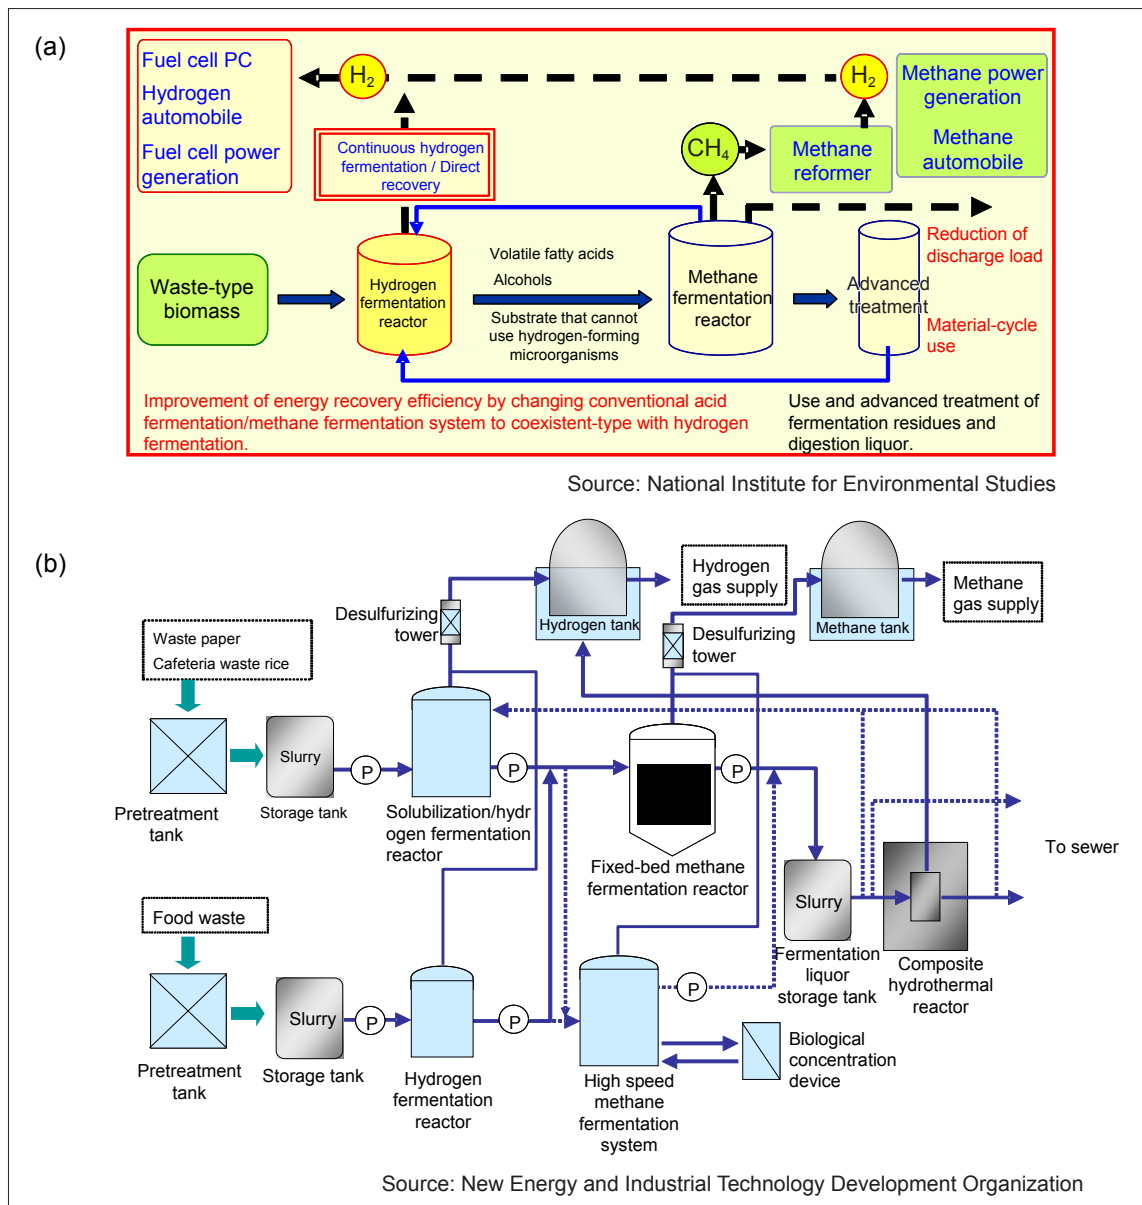 (a)
Fuel cell PC
Hydrogen
automobile
Fuel cell power
generation
H2
H2
Methane power
generation
Methane
automobile
Continuous hydrogen
fermentation / Direct
recovery
CH4
Methane
reformer
Waste-type
biomass
Hydrogen
fermentation
reactor
Volatile fatty acids
Alcohols
Substrate that cannot
use hydrogen-forming
microorganisms
Methane
fermentation
reactor
Advanced
treatment
Reduction of
discharge load
Material-cycle
use
Improvement of energy recovery efficiency by changing conventional acid
fermentation/methane fermentation system to coexistent-type with hydrogen
fermentation.
Use and advanced treatment of
fermentation residues and
digestion liquor.
Source: National Institute for Environmental Studies
(b)
Waste paper
Cafeteria waste rice
Desulfurizing
tower
Hydrogen tank
Hydrogen
gas supply
Desulfurizing
tower
Methane tank
Methane
gas supply
Pretreatment
tank
Slurry
Storage tank
P
Solubilization/hydr
ogen fermentation
reactor
P
Fixed-bed methane
fermentation reactor
P
Slurry
Fermentation
liquor
storage tank
Composite
hydrothermal
reactor
To sewer
Food waste
Pretreatment
tank
Slurry
Storage tank
P
Hydrogen
fermentation
reactor
P
High speed
methane
fermentation
system
P
Biological
concentration
device
Source: New Energy and Industrial Technology Development Organization